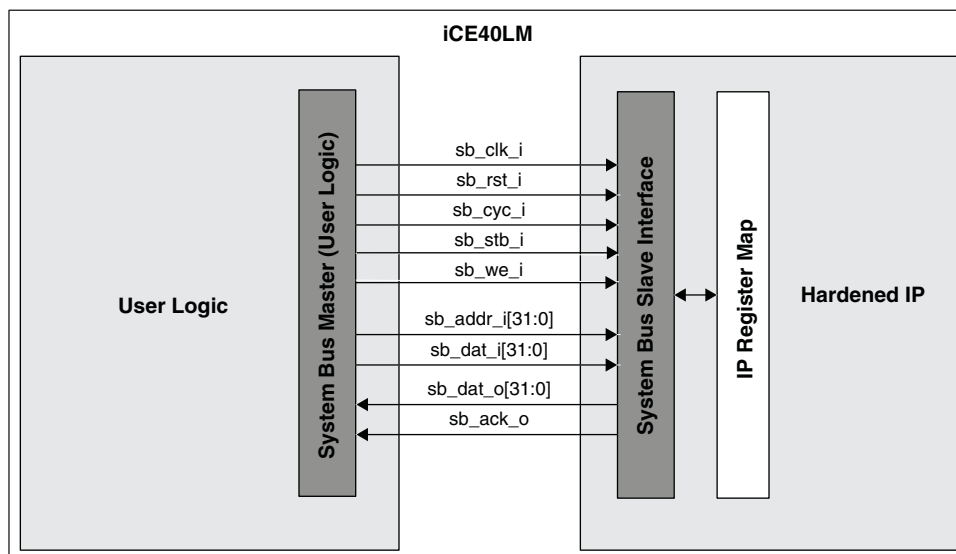 iCE40LM
User Logic
System Bus Master (User Logic)
sb_clk_i
sb_rst_i
sb_cyc_i
sb_stb_i
sb_we_i
sb_addr_i[31:0]
sb_dat_i[31:0]
sb_dat_o[31:0]
sb_ack_o
System Bus Slave Interface
IP Register Map
Hardened IP